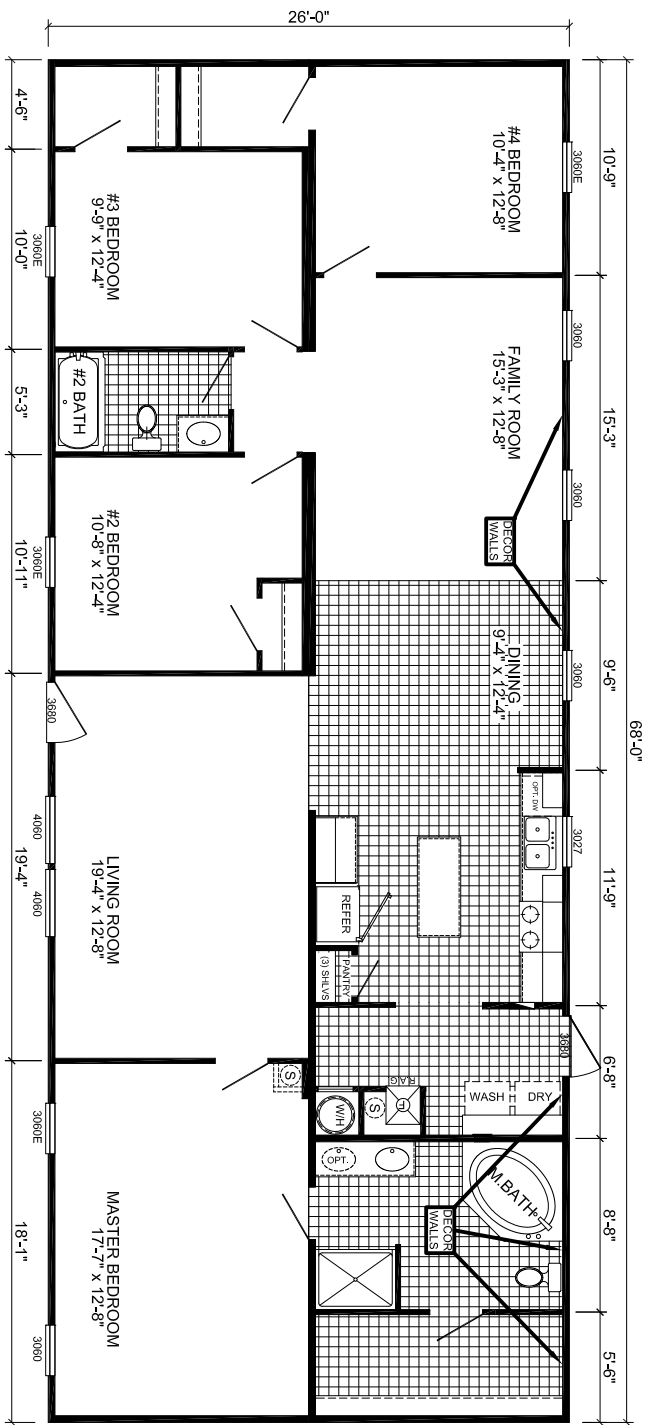 26'-0"
68'-0"
10'-9"
15'-3"
9'-6"
11'-9"
6'-8"
8'-8"
5'-6"
3060E
3060
3060
3060
3027
3680
#4 BEDROOM
10'-4" x 12'-8"
FAMILY ROOM
15'-3" x 12'-8"
DECOR
WALLS
DINING
9'-4" x 12'-4"
OPT. DW
REFER
PANTRY
(3) SHLVS
WASH
DRY
R.A.G
T
S
W/H
S
OPT.
M.BATH
DECOR
WALLS
#3 BEDROOM
9'-9" x 12'-4"
#2 BATH
#2 BEDROOM
10'-8" x 12'-4"
LIVING ROOM
19'-4" x 12'-8"
MASTER BEDROOM
17'-7" x 12'-8"
3060E
3060E
3680
4060
4060
3060E
3060
4'-6"
10'-0"
5'-3"
10'-11"
19'-4"
18'-1"